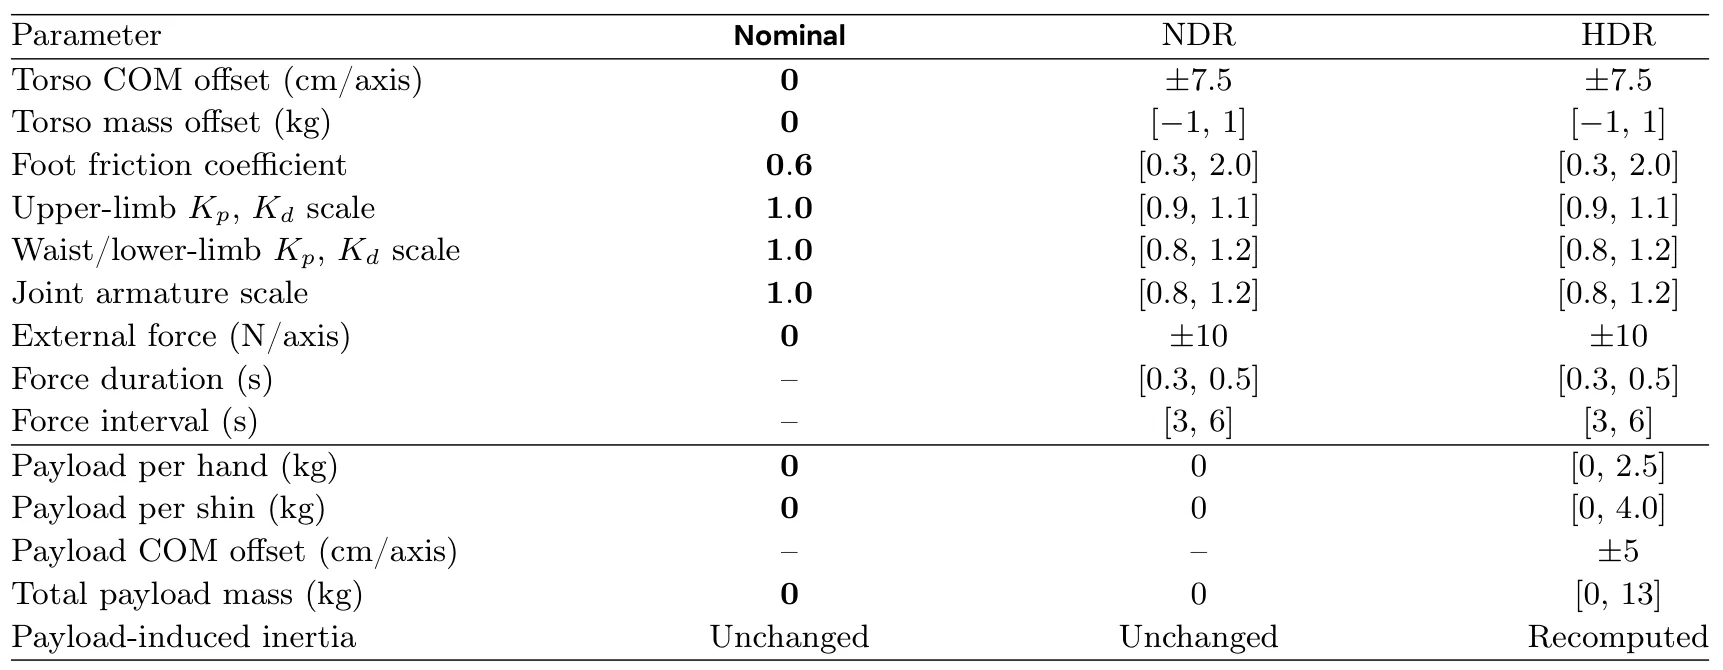 Parameter Nominal NDR HDR
Torso COM offset (cm/axis) 0 ±7.5 ±7.5
Torso mass offset (kg) 0 [−1, 1] [−1, 1]
Foot friction coefficient 0.6 [0.3, 2.0] [0.3, 2.0]
Upper-limb Kp, Kd scale 1.0 [0.9, 1.1] [0.9, 1.1]
Waist/lower-limb Kp, Kd scale 1.0 [0.8, 1.2] [0.8, 1.2]
Joint armature scale 1.0 [0.8, 1.2] [0.8, 1.2]
External force (N/axis) 0 ±10 ±10
Force duration (s) – [0.3, 0.5] [0.3, 0.5]
Force interval (s) – [3, 6] [3, 6]
Payload per hand (kg) 0 0 [0, 2.5]
Payload per shin (kg) 0 0 [0, 4.0]
Payload COM offset (cm/axis) – – ±5
Total payload mass (kg) 0 0 [0, 13]
Payload-induced inertia Unchanged Unchanged Recomputed